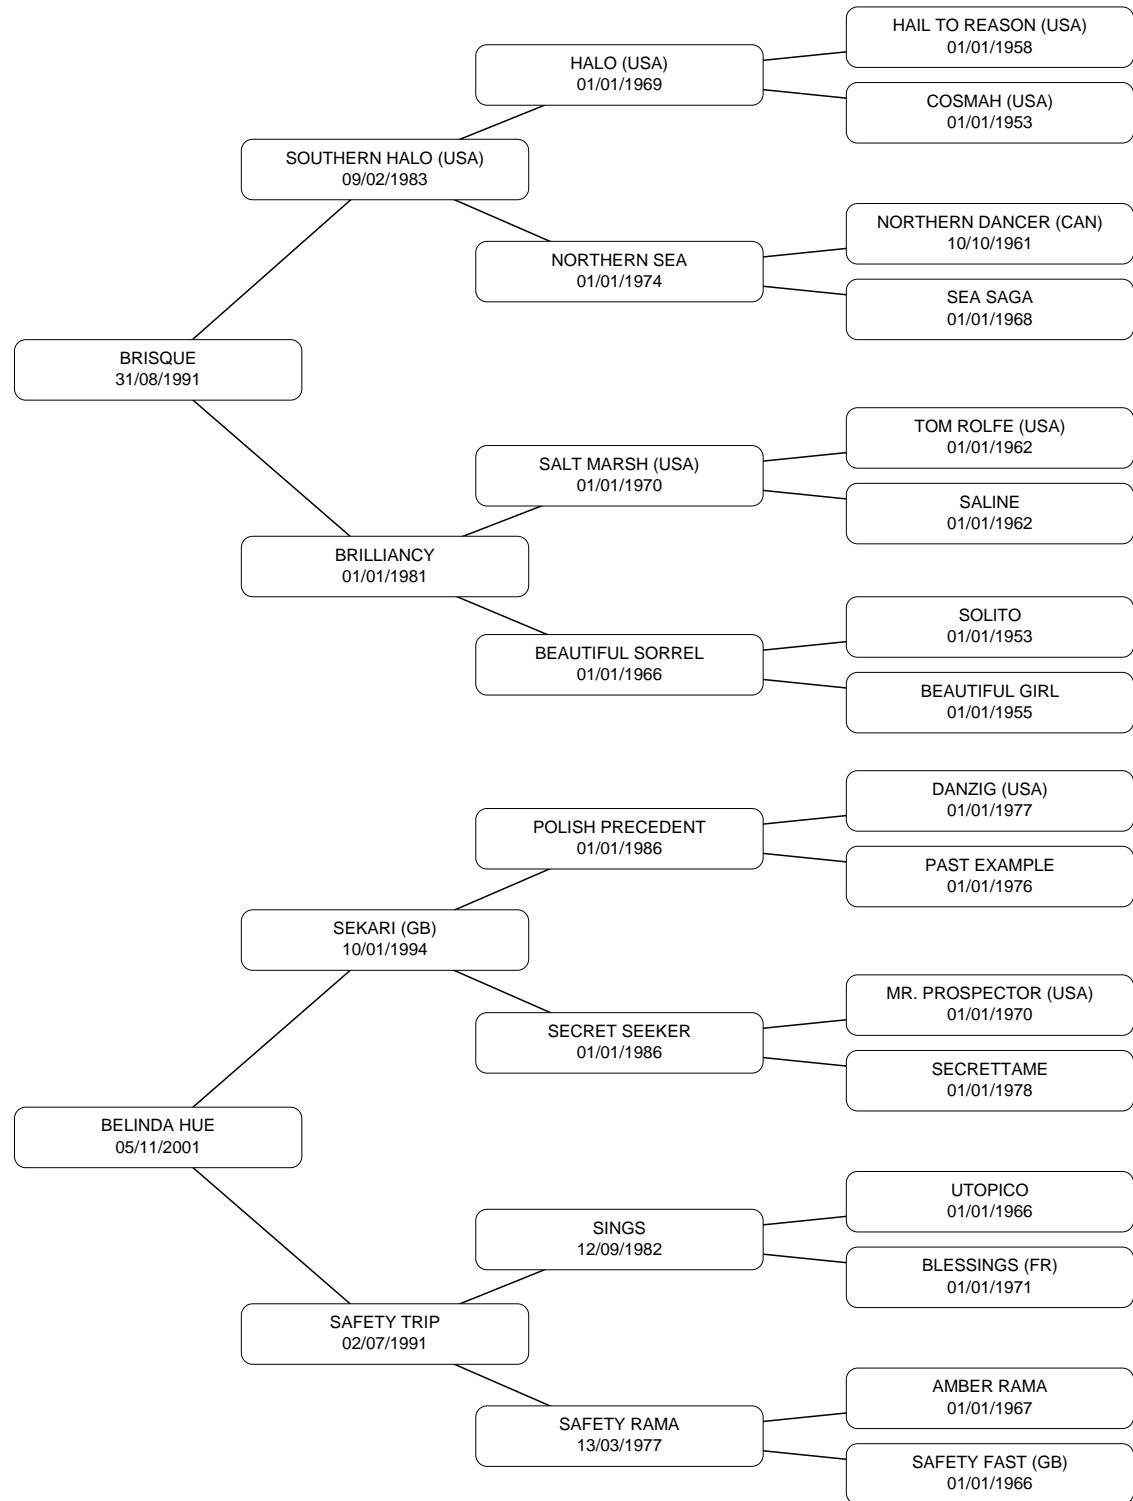 HAIL TO REASON (USA)
01/01/1958
HALO (USA)
01/01/1969
COSMAH (USA)
01/01/1953
SOUTHERN HALO (USA)
09/02/1983
NORTHERN DANCER (CAN)
10/10/1961
NORTHERN SEA
01/01/1974
SEA SAGA
01/01/1968
BRISQUE
31/08/1991
TOM ROLFE (USA)
01/01/1962
SALT MARSH (USA)
01/01/1970
SALINE
01/01/1962
BRILLIANCY
01/01/1981
SOLITO
01/01/1953
BEAUTIFUL SORREL
01/01/1966
BEAUTIFUL GIRL
01/01/1955
DANZIG (USA)
01/01/1977
POLISH PRECEDENT
01/01/1986
PAST EXAMPLE
01/01/1976
SEKARI (GB)
10/01/1994
MR. PROSPECTOR (USA)
01/01/1970
SECRET SEEKER
01/01/1986
SECRETTAME
01/01/1978
BELINDA HUE
05/11/2001
UTOPICO
01/01/1966
SINGS
12/09/1982
BLESSINGS (FR)
01/01/1971
SAFETY TRIP
02/07/1991
AMBER RAMA
01/01/1967
SAFETY RAMA
13/03/1977
SAFETY FAST (GB)
01/01/1966